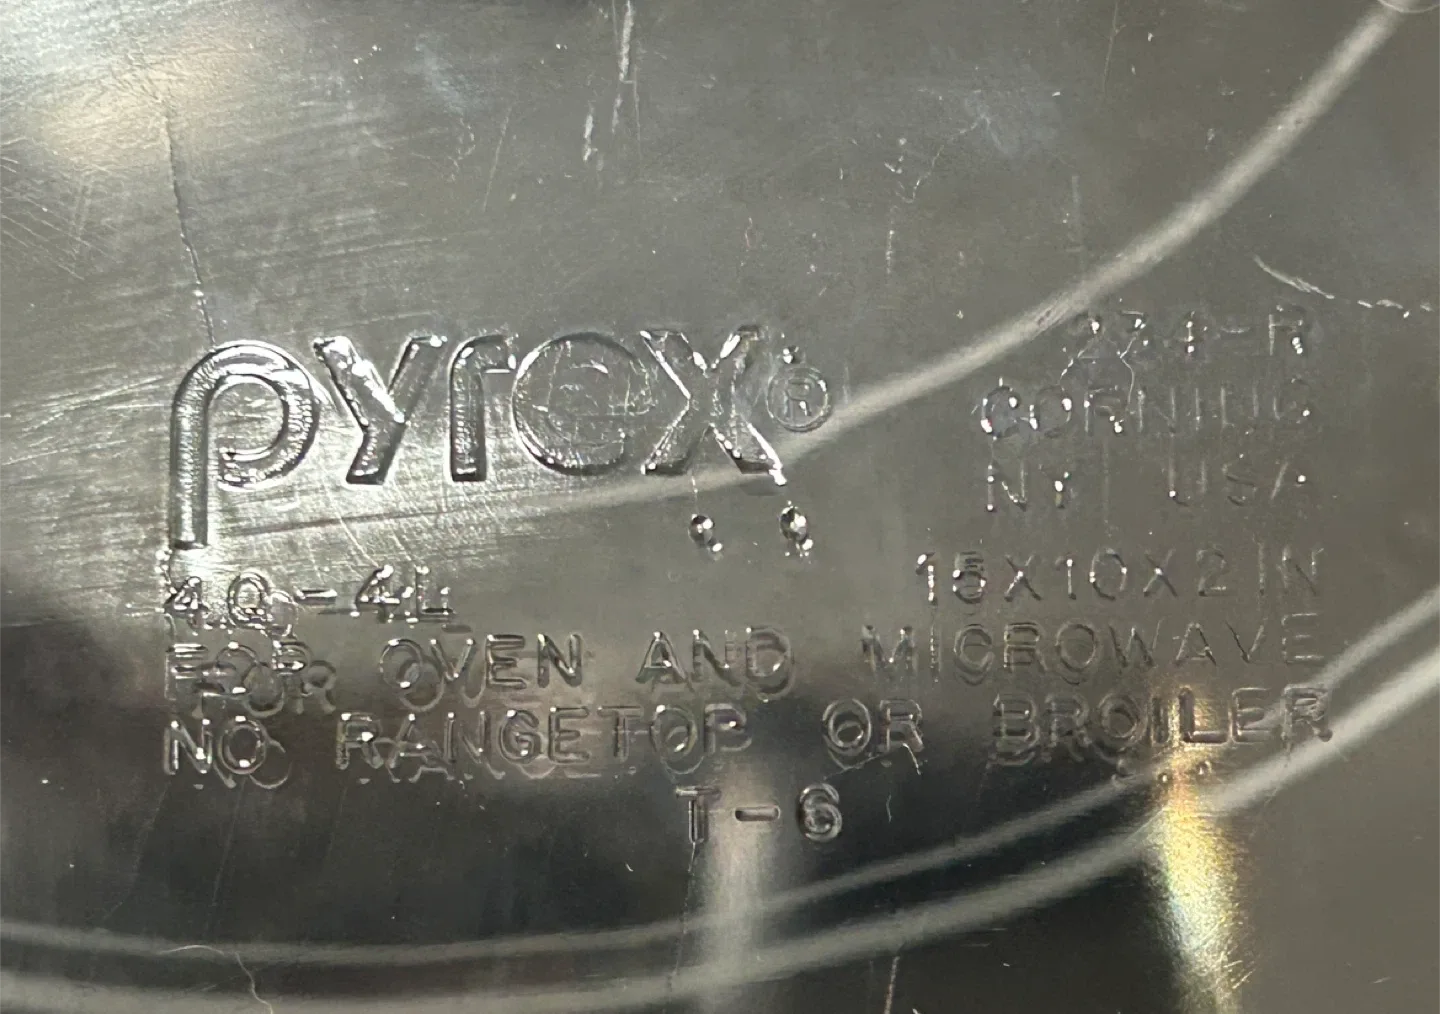 pyrex®
234-R
CORNING
NY USA
4Q-4L 15X10X2 IN
FOR OVEN AND MICROWAVE
NO RANGETOP OR BROILER
T-6